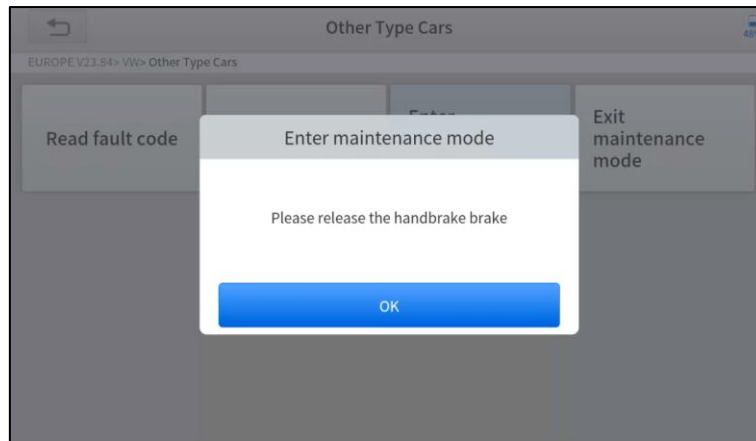 Other Type Cars
EUROPE V23.84> VW> Other Type Cars
Read fault code
Enter maintenance mode
Exit
maintenance
mode
Please release the handbrake brake
OK